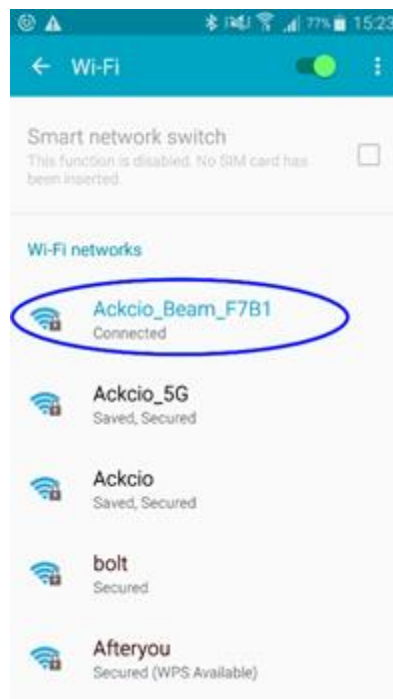 77% 15:23
Wi-Fi
Smart network switch
This function is disabled. No SIM card has
been inserted.
Wi-Fi networks
Ackcio_Beam_F7B1
Connected
Ackcio_5G
Saved, Secured
Ackcio
Saved, Secured
bolt
Secured
Afteryou
Secured (WPS Available)